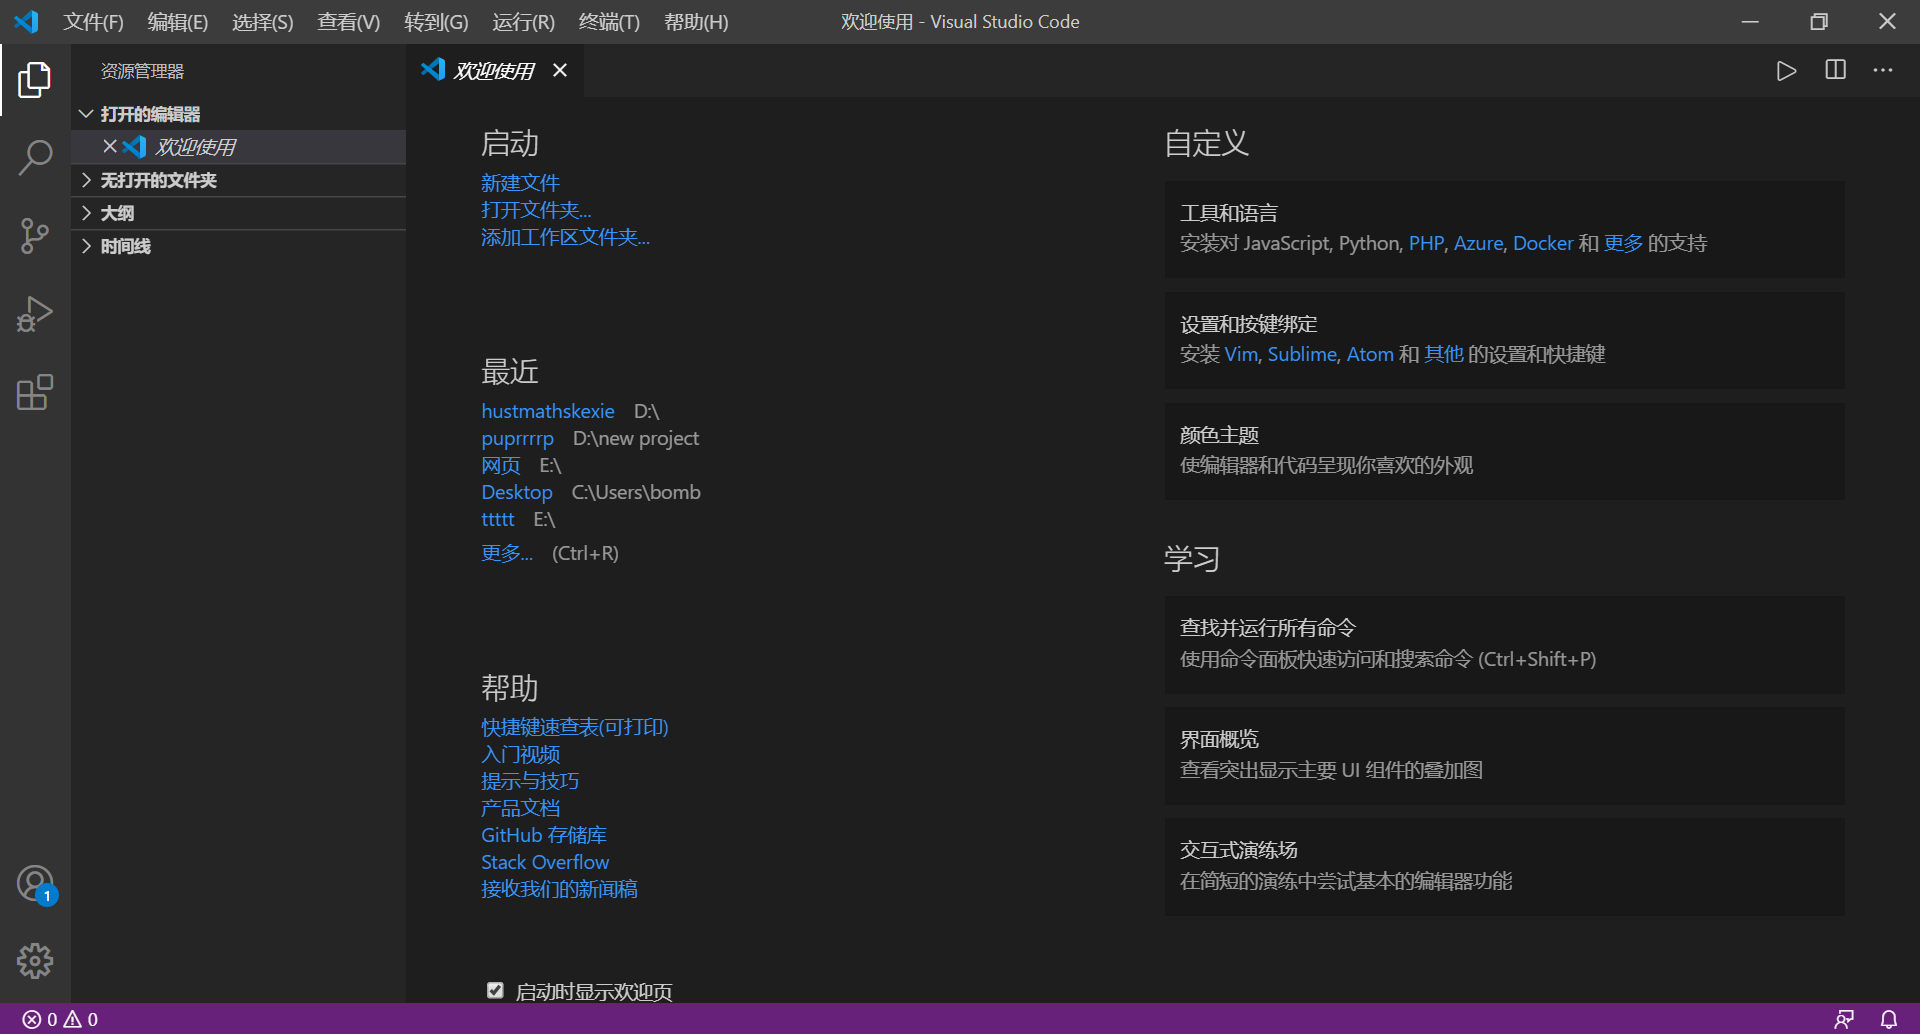 文件(F) 编辑(E) 选择(S) 查看(V) 转到(G) 运行(R) 终端(T) 帮助(H) 欢迎使用 - Visual Studio Code
资源管理器
打开的编辑器
欢迎使用
无打开的文件夹
大纲
时间线
1
欢迎使用
启动
新建文件
打开文件夹...
添加工作区文件夹...
最近
hustmathskexie D:\
puprrrrp D:\new project
网页 E:\
Desktop C:\Users\bomb
ttttt E:\
更多... (Ctrl+R)
帮助
快捷键速查表(可打印)
入门视频
提示与技巧
产品文档
GitHub 存储库
Stack Overflow
接收我们的新闻稿
启动时显示欢迎页
自定义
工具和语言
安装对 JavaScript, Python, PHP, Azure, Docker 和 更多 的支持
设置和按键绑定
安装 Vim, Sublime, Atom 和 其他 的设置和快捷键
颜色主题
使编辑器和代码呈现你喜欢的外观
学习
查找并运行所有命令
使用命令面板快速访问和搜索命令 (Ctrl+Shift+P)
界面概览
查看突出显示主要 UI 组件的叠加图
交互式演练场
在简短的演练中尝试基本的编辑器功能
0 0